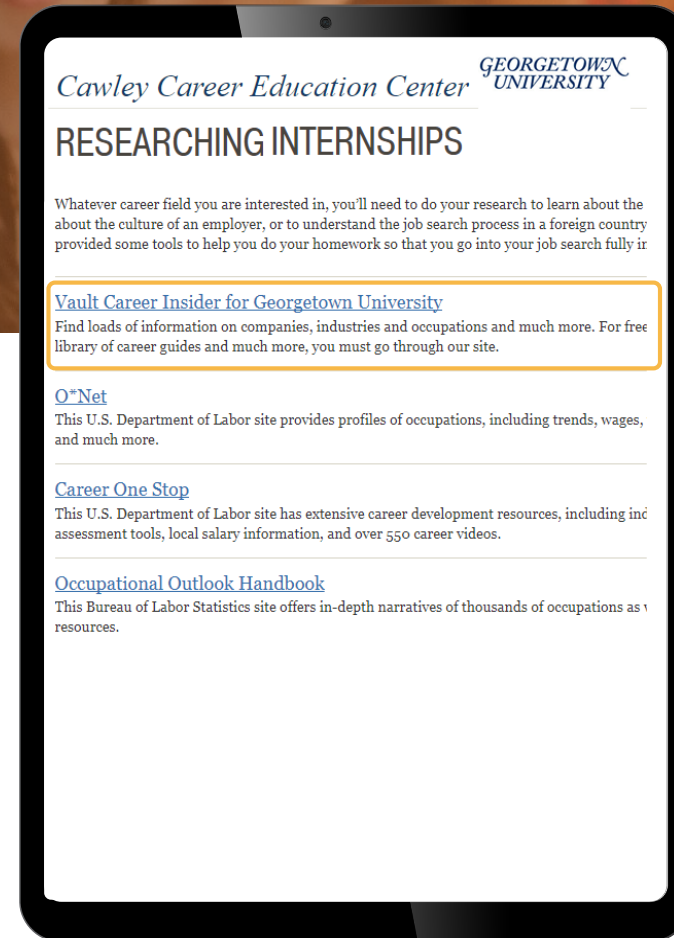 Cawley Career Education Center
GEORGETOWN
UNIVERSITY
RESEARCHING INTERNSHIPS
Whatever career field you are interested in, you'll need to do your research to learn about the
about the culture of an employer, or to understand the job search process in a foreign country
provided some tools to help you do your homework so that you go into your job search fully
Vault Career Insider for Georgetown University
Find loads of information on companies, industries and occupations and much more. For free
library of career guides and much more, you must go through our site.
O*Net
This U.S. Department of Labor site provides profiles of occupations, including trends, wages,
and much more.
Career One Stop
This U.S. Department of Labor site has extensive career development resources, including
assessment tools, local salary information, and over 550 career videos.
Occupational Outlook Handbook
This Bureau of Labor Statistics site offers in-depth narratives of thousands of occupations as
resources.